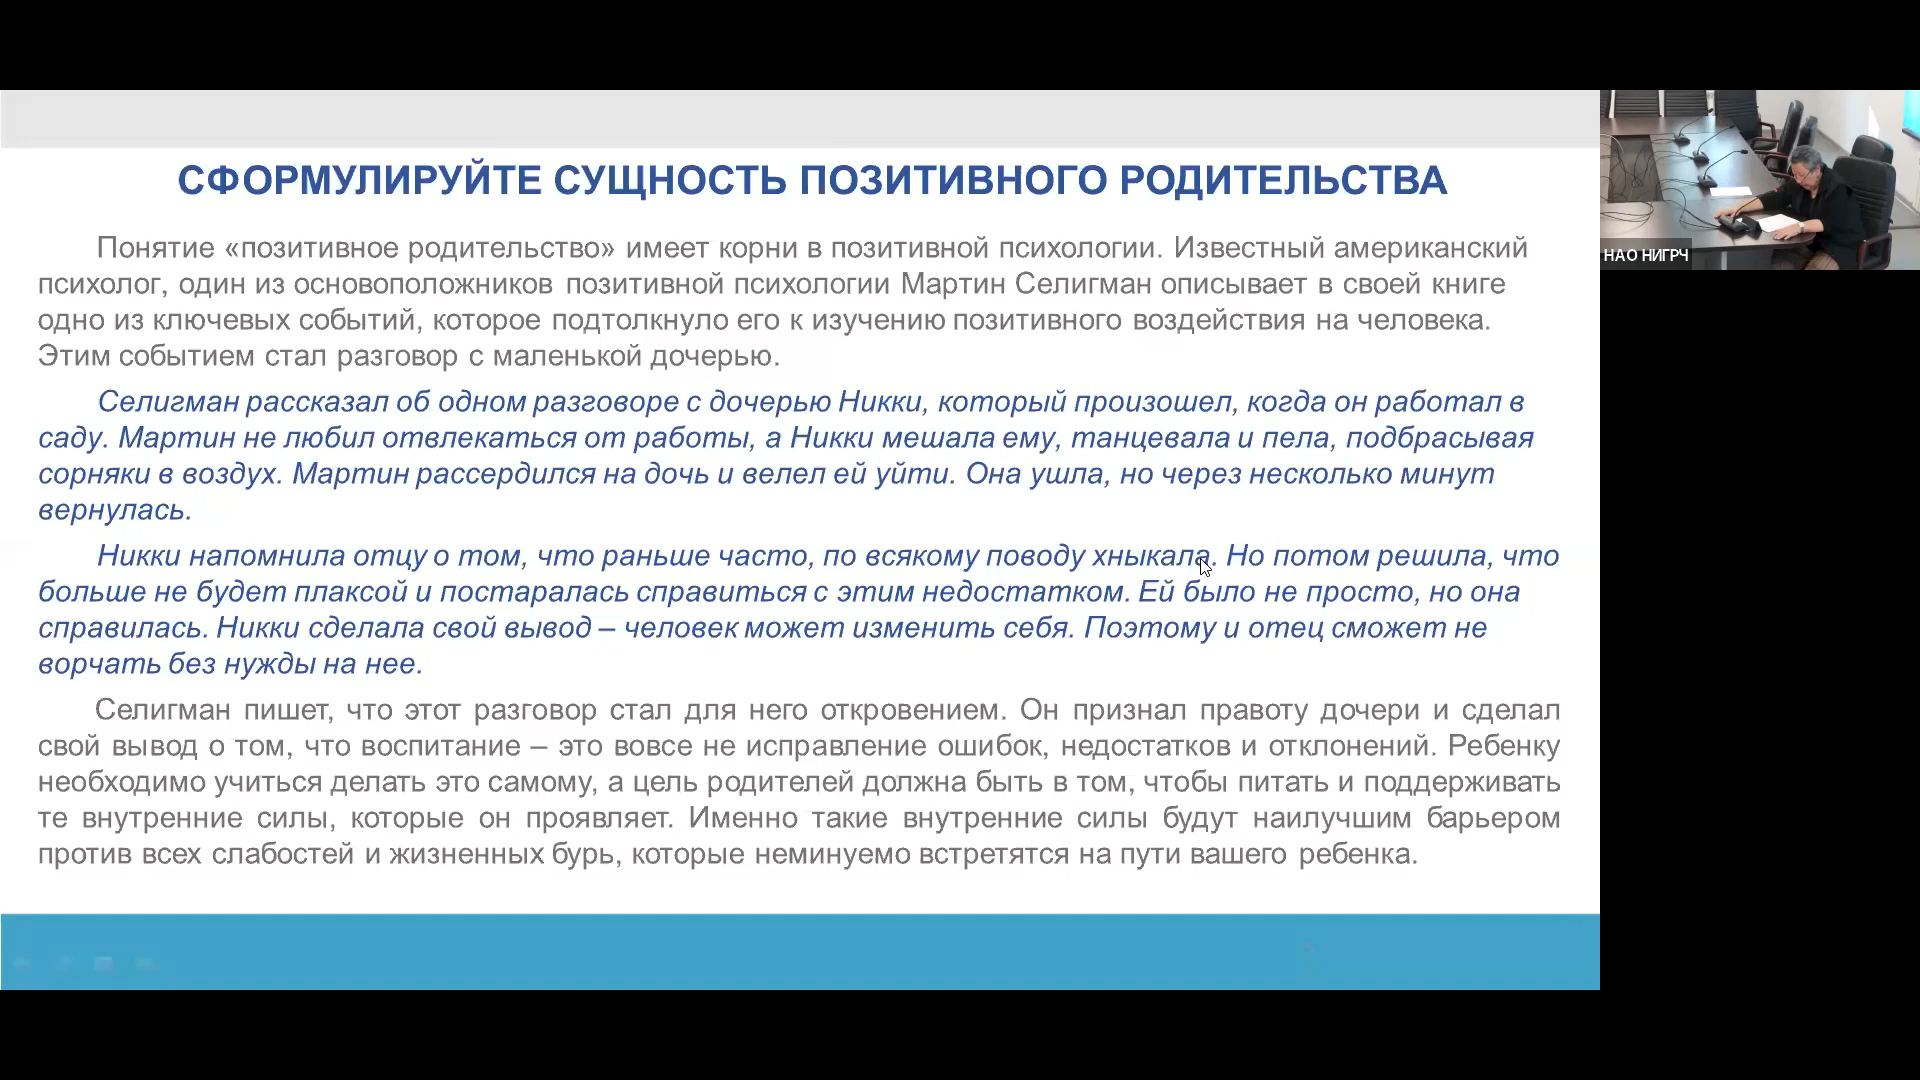 СФОРМУЛИРУЙТЕ СУЩНОСТЬ ПОЗИТИВНОГО РОДИТЕЛЬСТВА
Понятие «позитивное родительство» имеет корни в позитивной психологии. Известный американский
психолог, один из основоположников позитивной психологии Мартин Селигман описывает в своей книге
одно из ключевых событий, которое подтолкнуло его к изучению позитивного воздействия на человека.
Этим событием стал разговор с маленькой дочерью.
Селигман рассказал об одном разговоре с дочерью Никки, который произошел, когда он работал в
саду. Мартин не любил отвлекаться от работы, а Никки мешала ему, танцевала и пела, подбрасывая
сорняки в воздух. Мартин рассердился на дочь и велел ей уйти. Она ушла, но через несколько минут
вернулась.
Никки напомнила отцу о том, что раньше часто, по всякому поводу хныкала. Но потом решила, что
больше не будет плаксой и постаралась справиться с этим недостатком. Ей было не просто, но она
справилась. Никки сделала свой вывод – человек может изменить себя. Поэтому и отец сможет не
ворчать без нужды на нее.
Селигман пишет, что этот разговор стал для него откровением. Он признал правоту дочери и сделал
свой вывод о том, что воспитание – это вовсе не исправление ошибок, недостатков и отклонений. Ребенку
необходимо учиться делать это самому, а цель родителей должна быть в том, чтобы питать и поддерживать
те внутренние силы, которые он проявляет. Именно такие внутренние силы будут наилучшим барьером
против всех слабостей и жизненных бурь, которые неминуемо встретятся на пути вашего ребенка.
НАО НИГРЧ